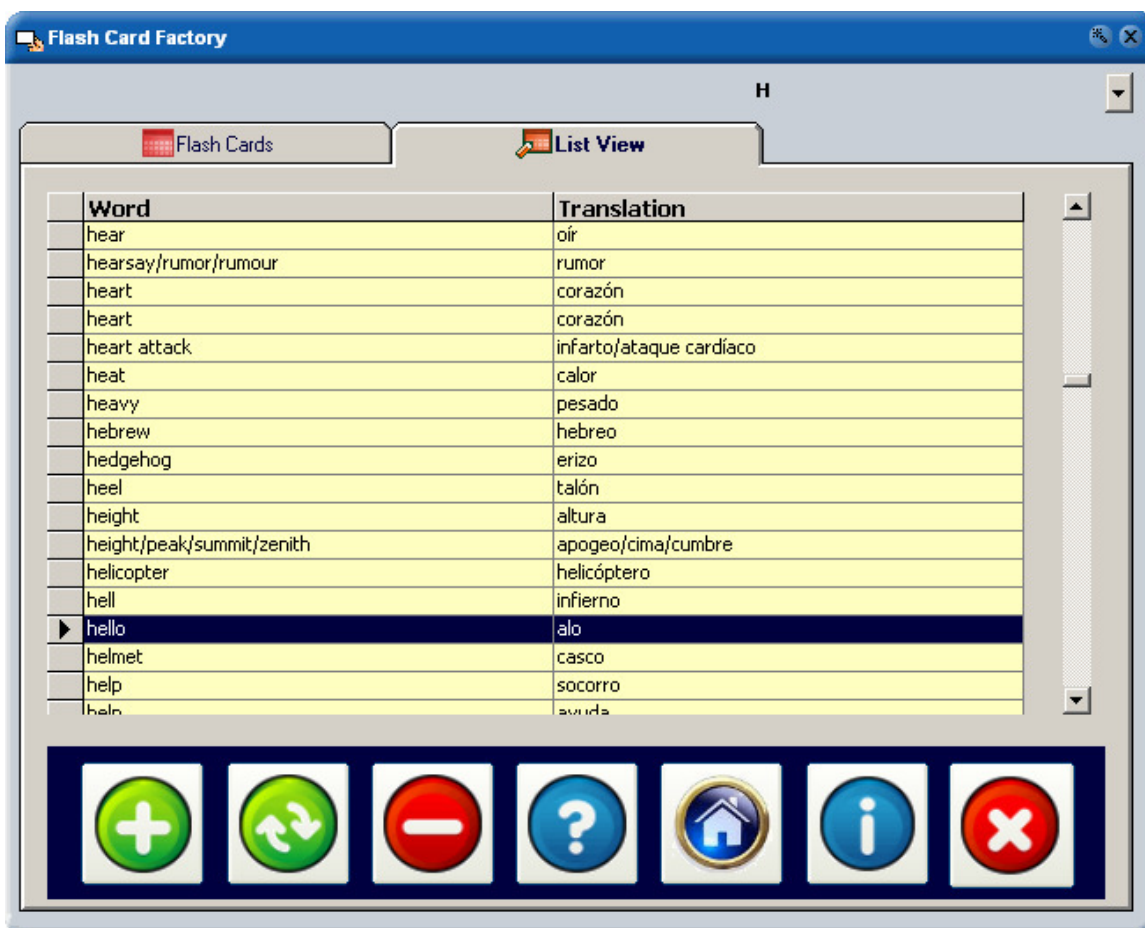 Flash Card Factory
H
Flash Cards List View
Word Translation
hear oír
hearsay/rumor/rumour rumor
heart corazón
heart corazón
heart attack infarto/ataque cardíaco
heat calor
heavy pesado
hebrew hebreo
hedgehog erizo
heel talón
height altura
height/peak/summit/zenith apogeo/cima/cumbre
helicopter helicóptero
hell infierno
hello alo
helmet casco
help socorro
help ayuda